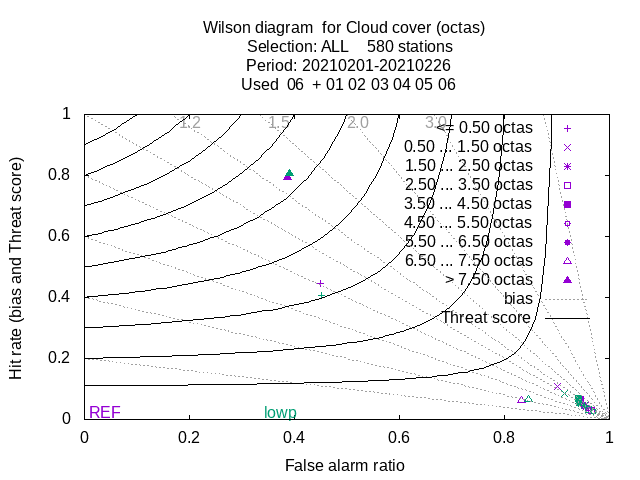 Wilson diagram  for Cloud cover (octas)
Selection: ALL    580 stations
Period: 20210201-20210226
Used  06  + 01 02 03 04 05 06
1.2 1.5 2.0 3.0
<= 0.50 octas
0.50 ... 1.50 octas
1.50 ... 2.50 octas
2.50 ... 3.50 octas
3.50 ... 4.50 octas
4.50 ... 5.50 octas
5.50 ... 6.50 octas
6.50 ... 7.50 octas
> 7.50 octas
bias
Threat score
Hit rate (bias and Threat score)
1
0.8
0.6
0.4
0.2
0
REF lowp
0 0.2 0.4 0.6 0.8 1
False alarm ratio